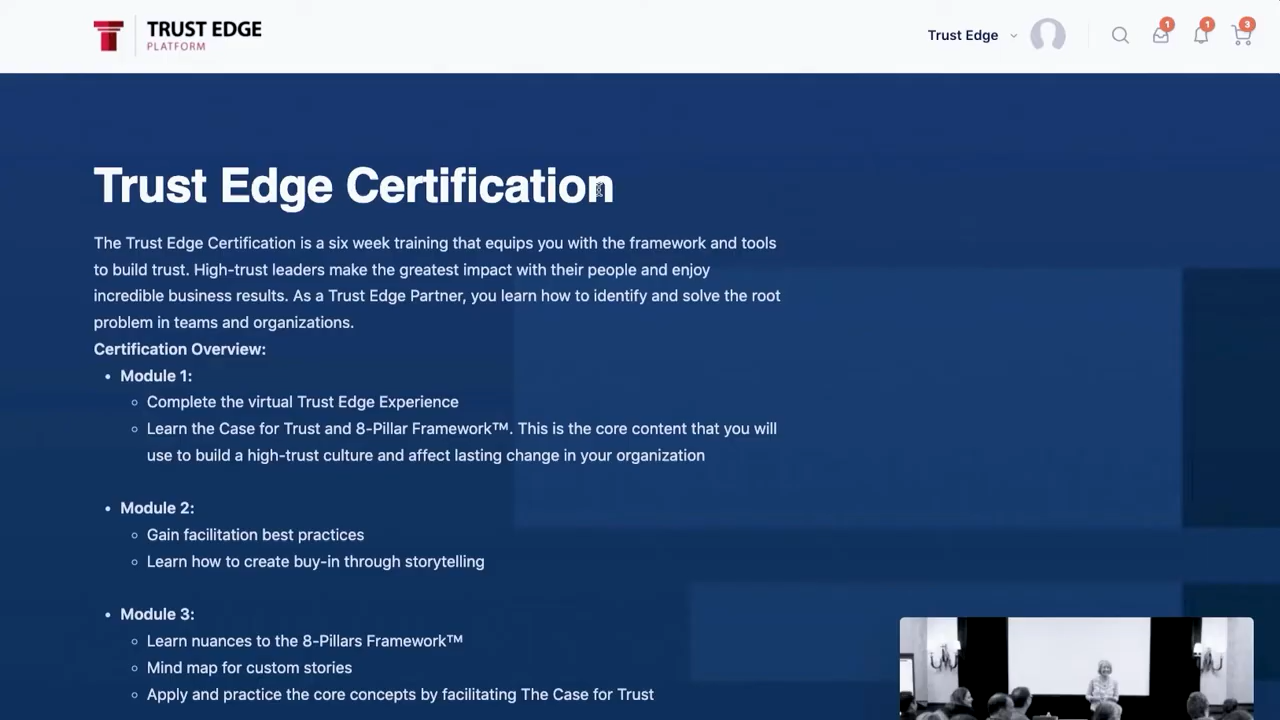 TRUST EDGE
PLATFORM
Trust Edge
1
1
3
Trust Edge Certification
The Trust Edge Certification is a six week training that equips you with the framework and tools
to build trust. High-trust leaders make the greatest impact with their people and enjoy
incredible business results. As a Trust Edge Partner, you learn how to identify and solve the root
problem in teams and organizations.
Certification Overview:
• Module 1:
◦ Complete the virtual Trust Edge Experience
◦ Learn the Case for Trust and 8-Pillar Framework™. This is the core content that you will
use to build a high-trust culture and affect lasting change in your organization
• Module 2:
◦ Gain facilitation best practices
◦ Learn how to create buy-in through storytelling
• Module 3:
◦ Learn nuances to the 8-Pillars Framework™
◦ Mind map for custom stories
◦ Apply and practice the core concepts by facilitating The Case for Trust